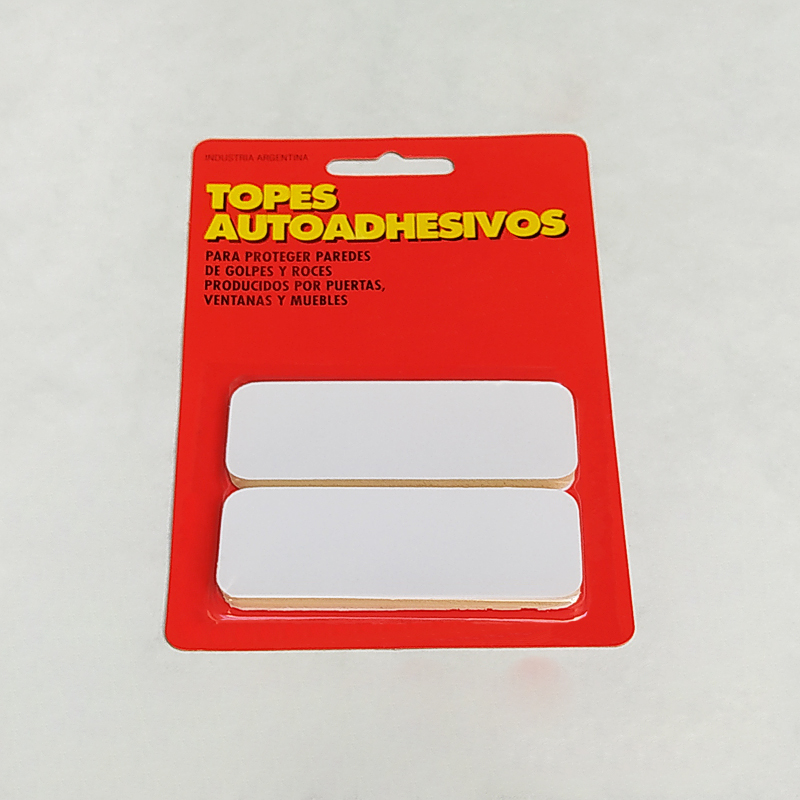 INDUSTRIA ARGENTINA
TOPES
AUTOADHESIVOS
PARA PROTEGER PAREDES
DE GOLPES Y ROCES
PRODUCIDOS POR PUERTAS,
VENTANAS Y MUEBLES